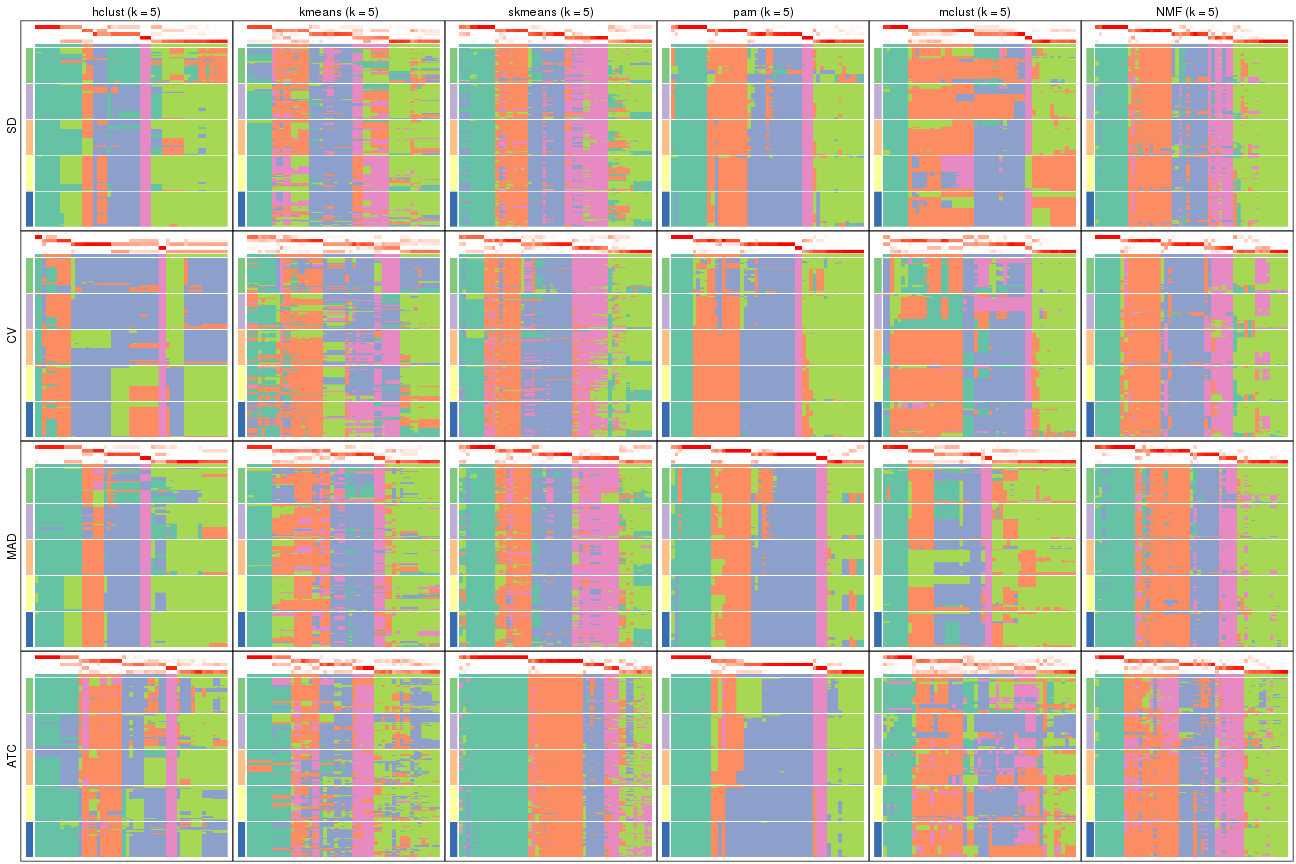 hclust (k = 5)
kmeans (k = 5)
skmeans (k = 5)
pam (k = 5)
mclust (k = 5)
NMF (k = 5)
SD
CV
MAD
ATC